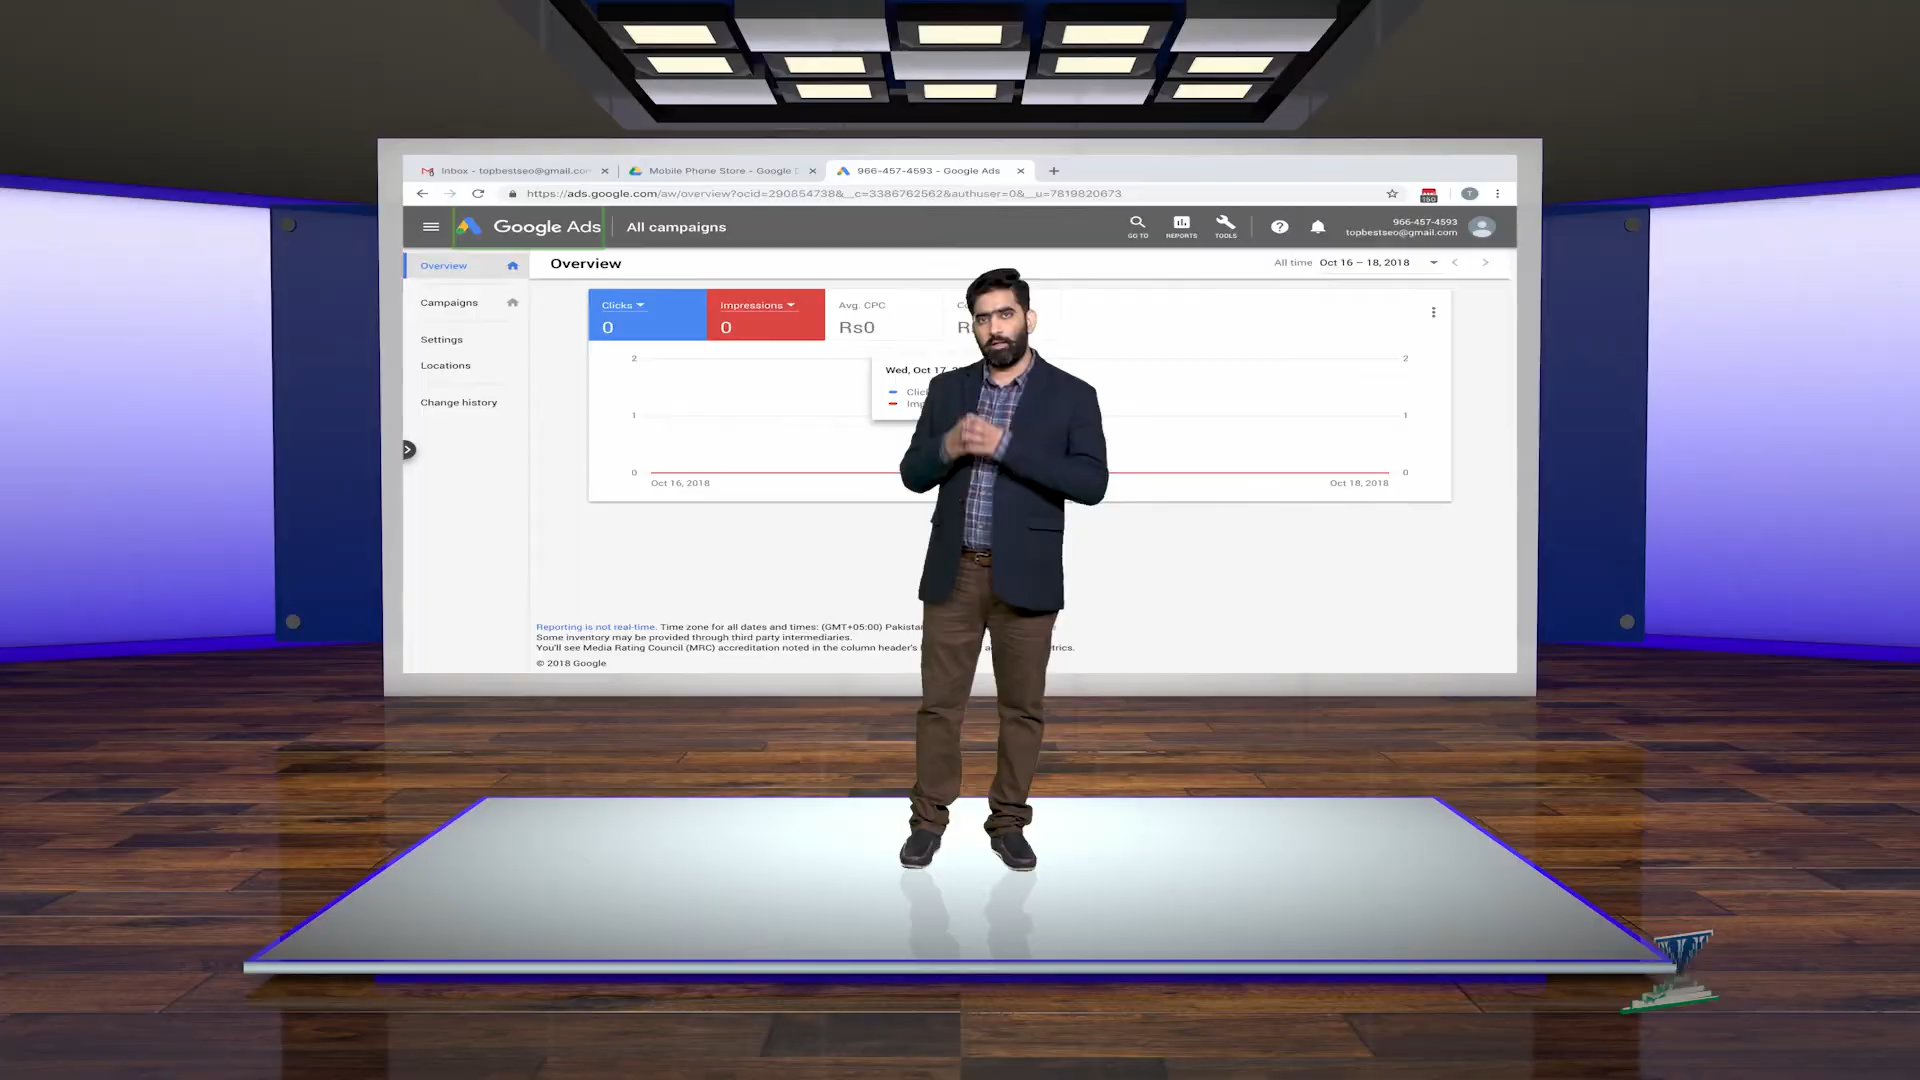 Inbox - topbestseo@gmail.com
Mobile Phone Store - Google
966-457-4593 - Google Ads
https://ads.google.com/aw/overview?ocid=290854738&__c=3386762562&authuser=0&__u=7819820673
150
T
Google Ads
All campaigns
GO TO
REPORTS
TOOLS
966-457-4593
topbestseo@gmail.com
Overview
Campaigns
Settings
Locations
Change history
Overview
All time Oct 16 – 18, 2018
Clicks
0
Impressions
0
Avg. CPC
Rs0
2
2
Wed, Oct 17,
1
1
0
0
Oct 16, 2018
Oct 18, 2018
Reporting is not real-time. Time zone for all dates and times: (GMT+05:00)
Some inventory may be provided through third party intermediaries.
You'll see Media Rating Council (MRC) accreditation noted in the column header's
© 2018 Google